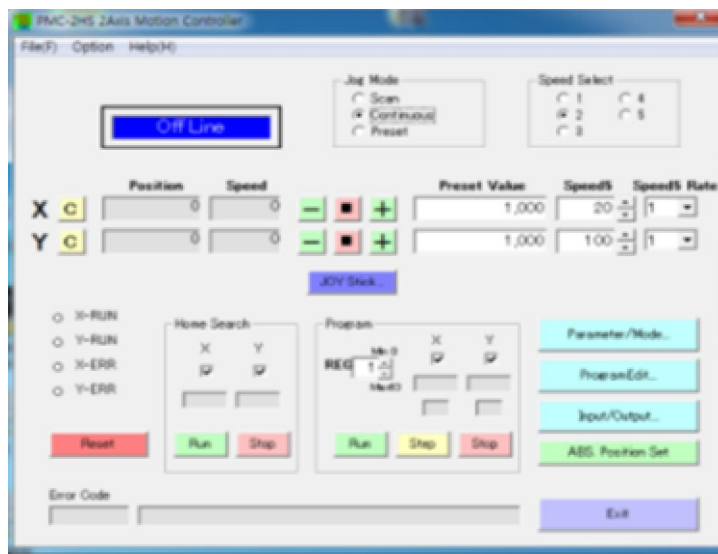 PMC-2HS 2Axis Motion Controller
File(F) Option Help(H)
Jog Mode
Scan
Continuous
Preset
Speed Select
1 4
2 5
3
Off Line
Position Speed Preset Value Speed% Speed% Rate
X C 0 0 − ■ + 1,000 20 1
Y C 0 0 − ■ + 1,000 100 1
JOY Stick...
X-RUN
Y-RUN
X-ERR
Y-ERR
Reset
Home Search
X Y
Run Stop
Program
X Y
REG 1
Run Step Stop
Parameter/Mode...
ProgramEdit...
Input/Output...
ABS. Position Set
Error Code
Exit